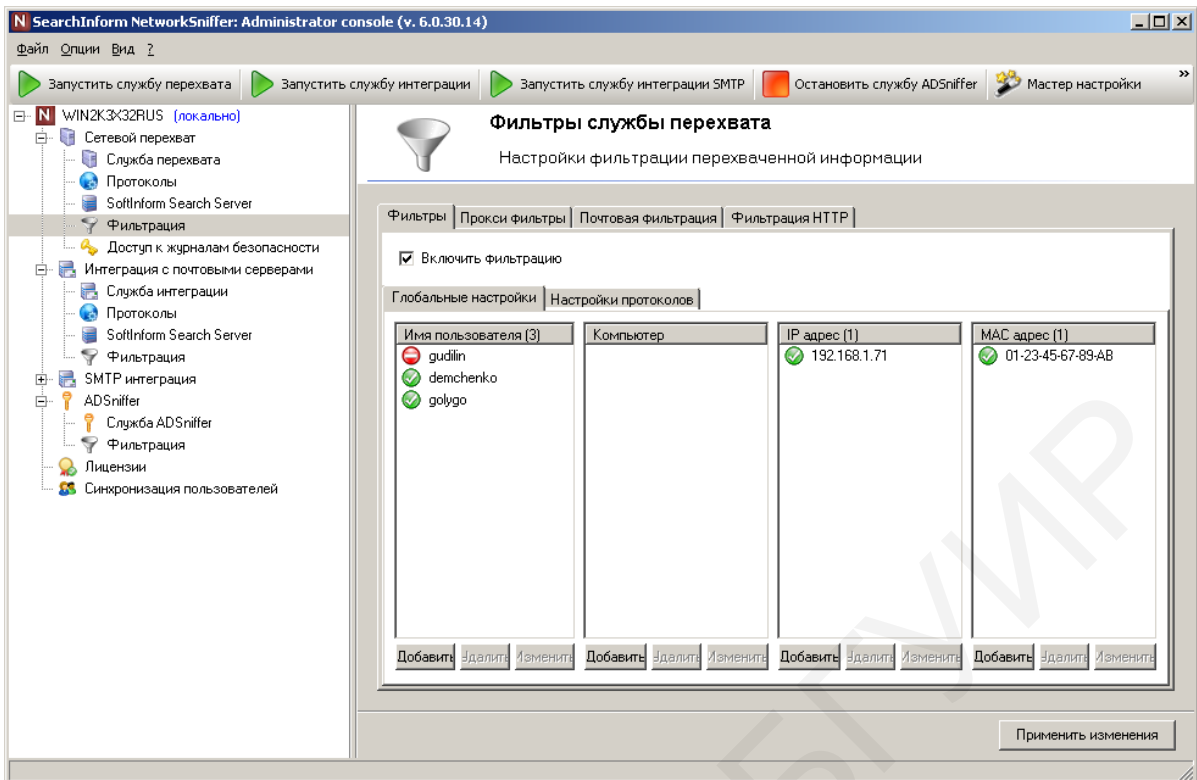 SearchInform NetworkSniffer: Administrator console (v. 6.0.30.14)
Файл Опции Вид ?
Запустить службу перехвата Запустить службу интеграции Запустить службу интеграции SMTP Остановить службу ADSniffer Мастер настройки »
WIN2K3X32RUS (локально)
Сетевой перехват
Служба перехвата
Протоколы
SoftInform Search Server
Фильтрация
Доступ к журналам безопасности
Интеграция с почтовыми серверами
Служба интеграции
Протоколы
SoftInform Search Server
Фильтрация
SMTP интеграция
ADSniffer
Служба ADSniffer
Фильтрация
Лицензии
Синхронизация пользователей
Фильтры службы перехвата
Настройки фильтрации перехваченной информации
Фильтры Прокси фильтры Почтовая фильтрация Фильтрация HTTP
Включить фильтрацию
Глобальные настройки Настройки протоколов
Имя пользователя (3) Компьютер IP адрес (1) MAC адрес (1)
gudilin 192.168.1.71 01-23-45-67-89-AB
demchenko
golygo
Добавить Удалить Изменить Добавить Удалить Изменить Добавить Удалить Изменить Добавить Удалить Изменить
Применить изменения
БГУИР